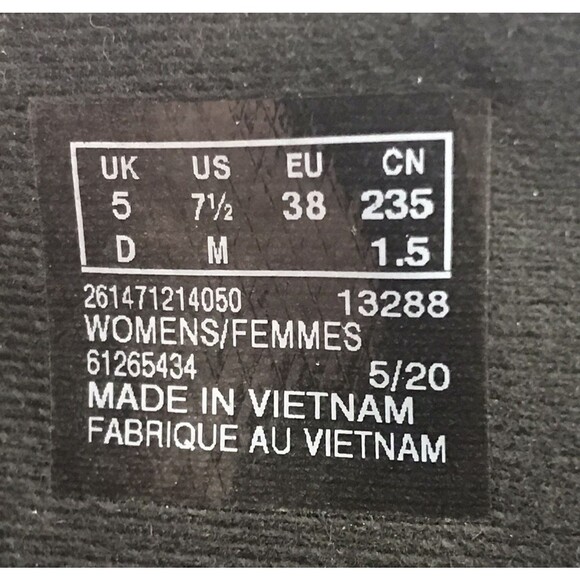 UK US EU CN
5 7½ 38 235
D M 1.5
261471214050 13288
WOMENS/FEMMES
61265434 5/20
MADE IN VIETNAM
FABRIQUE AU VIETNAM